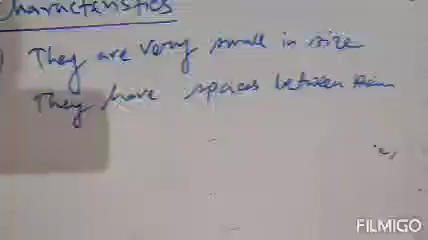 Characteristics
) They are very small in size
They have spaces between them
FILMIGO